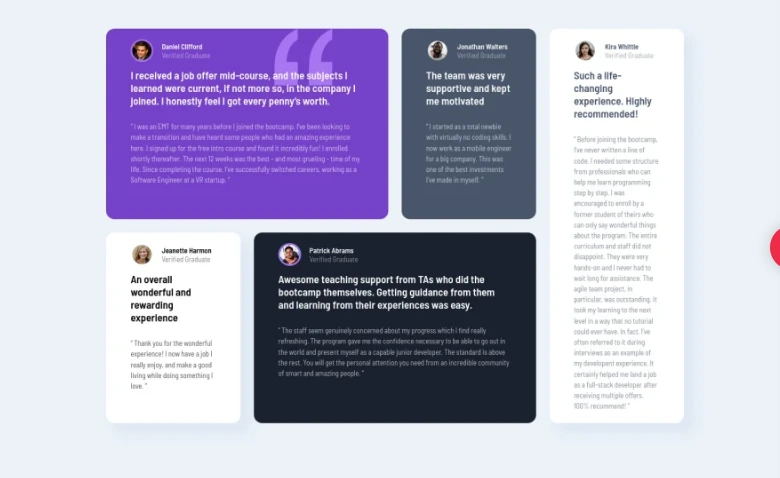 Daniel Clifford
Verified Graduate
I received a job offer mid-course, and the subjects I
learned were current, if not more so, in the company I
joined. I honestly feel I got every penny's worth.
" I was an EMT for many years before I joined the bootcamp. I've been looking to
make a transition and have heard some people who had an amazing experience
here. I signed up for the free intro course and found it incredibly fun! I enrolled
shortly thereafter. The next 12 weeks was the best - and most grueling - time of my
life. Since completing the course, I've successfully switched careers, working as a
Software Engineer at a VR startup. "
Jonathan Walters
Verified Graduate
The team was very
supportive and kept
me motivated
" I started as a total newbie
with virtually no coding skills. I
now work as a mobile engineer
for a big company. This was
one of the best investments
I've made in myself. "
Kira Whittle
Verified Graduate
Such a life-
changing
experience. Highly
recommended!
" Before joining the bootcamp,
I've never written a line of
code. I needed some structure
from professionals who can
help me learn programming
step by step. I was
encouraged to enroll by a
former student of theirs who
can only say wonderful things
about the program. The entire
curriculum and staff did not
disappoint. They were very
hands-on and I never had to
wait long for assistance. The
agile team project, in
particular, was outstanding. It
took my learning to the next
level in a way that no tutorial
could ever have. In fact, I've
often referred to it during
interviews as an example of
my developent experience. It
certainly helped me land a job
as a full-stack developer after
receiving multiple offers.
100% recommend! "
Jeanette Harmon
Verified Graduate
An overall
wonderful and
rewarding
experience
" Thank you for the wonderful
experience! I now have a job I
really enjoy, and make a good
living while doing something I
love. "
Patrick Abrams
Verified Graduate
Awesome teaching support from TAs who did the
bootcamp themselves. Getting guidance from them
and learning from their experiences was easy.
" The staff seem genuinely concerned about my progress which I find really
refreshing. The program gave me the confidence necessary to be able to go out in
the world and present myself as a capable junior developer. The standard is above
the rest. You will get the personal attention you need from an incredible community
of smart and amazing people. "